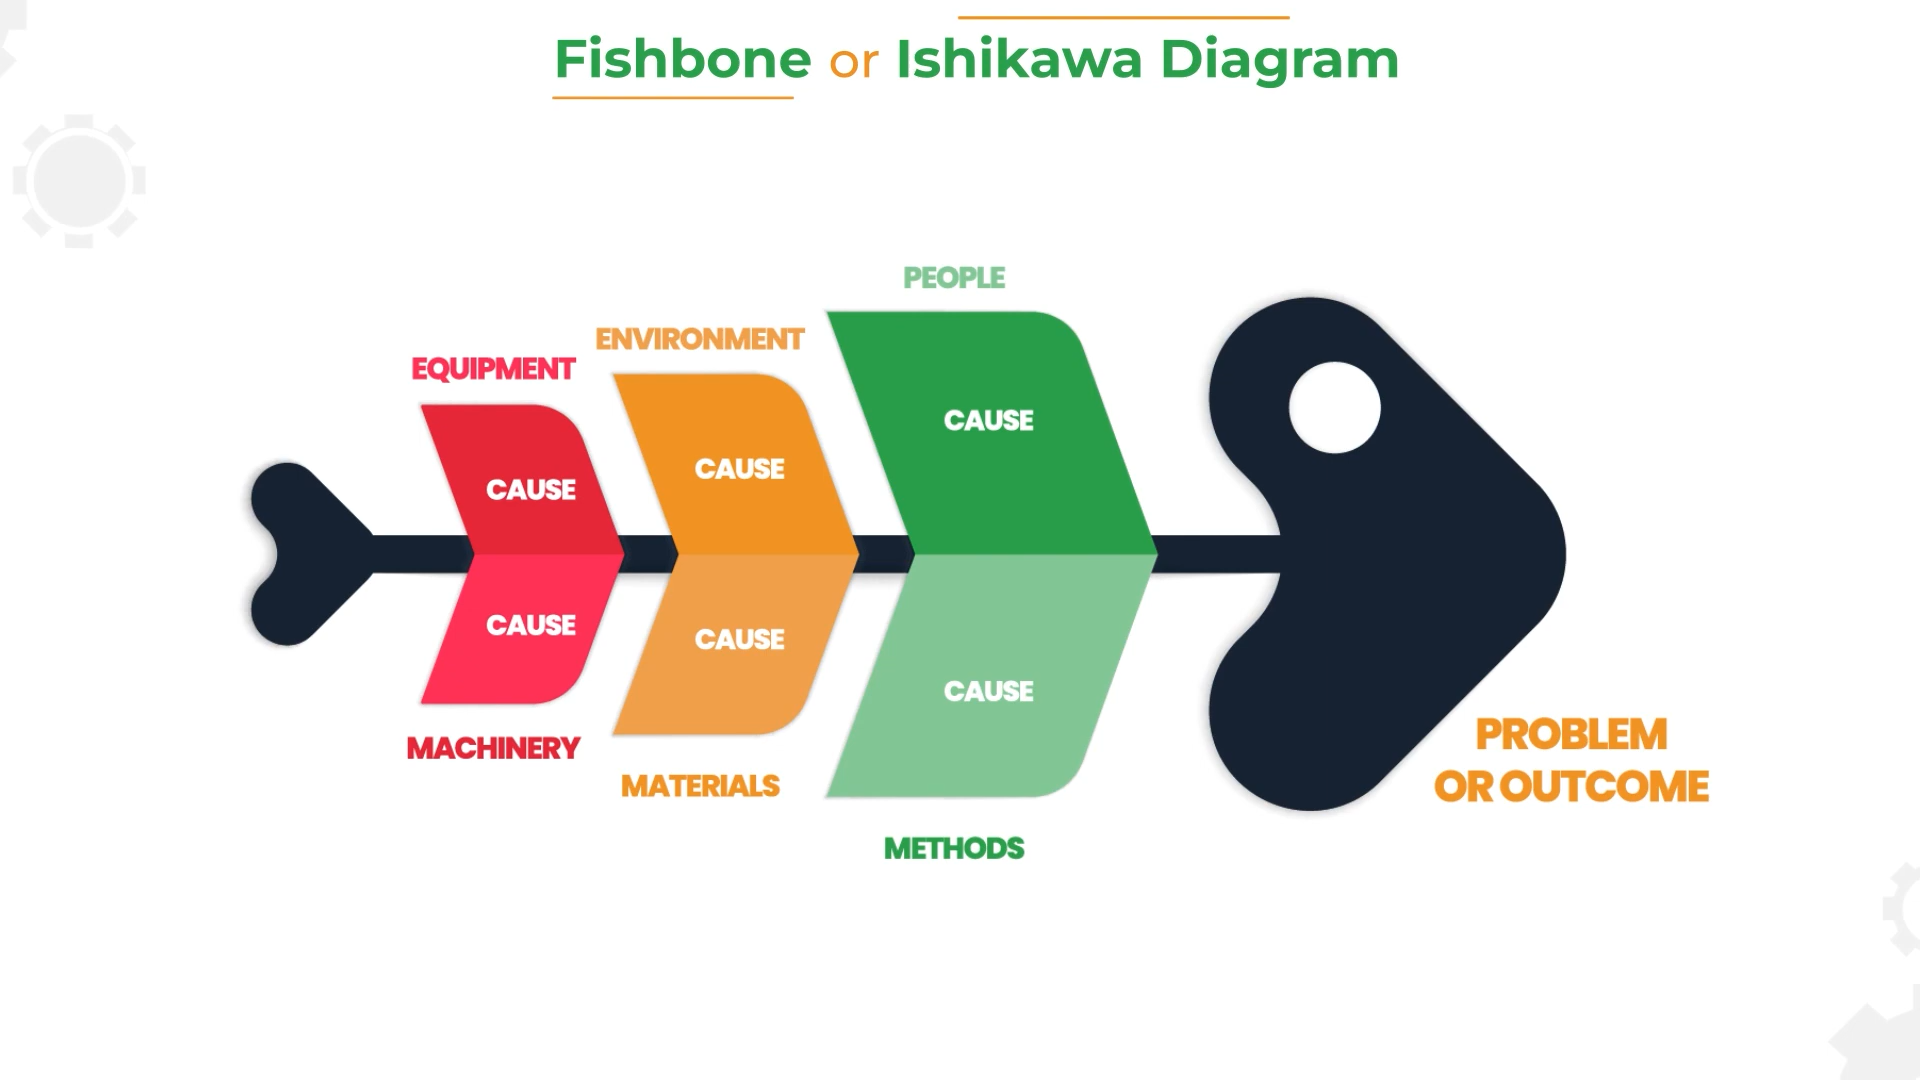 Fishbone or Ishikawa Diagram
PEOPLE
ENVIRONMENT
EQUIPMENT
CAUSE
CAUSE
CAUSE
CAUSE
CAUSE
CAUSE
MACHINERY
MATERIALS
METHODS
PROBLEM
OR OUTCOME